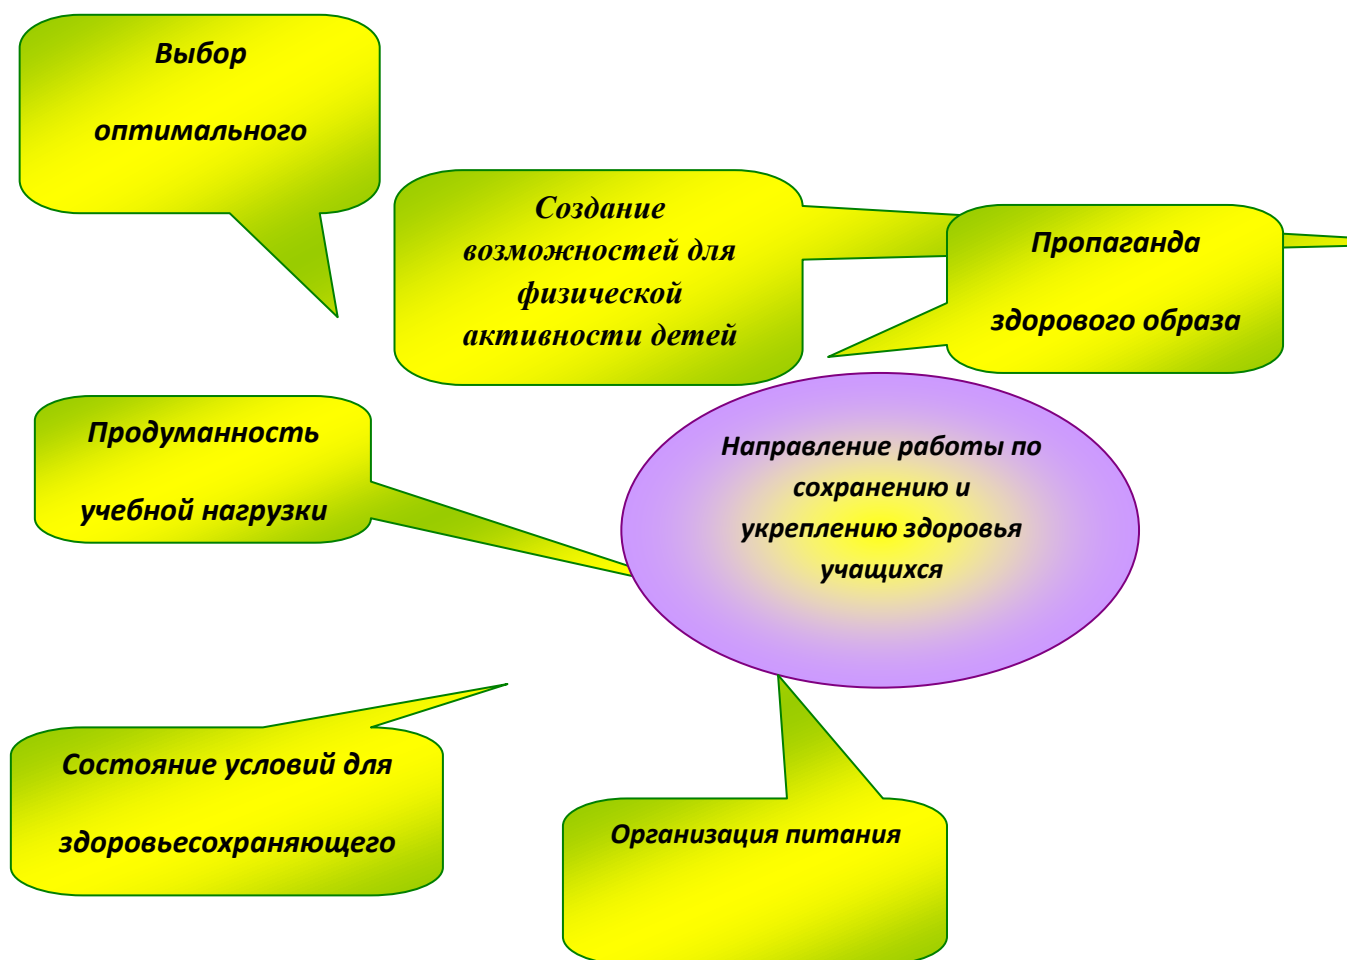 Выбор
оптимального
Создание
возможностей для
физической
активности детей
Пропаганда
здорового образа
Продуманность
учебной нагрузки
Направление работы по
сохранению и
укреплению здоровья
учащихся
Состояние условий для
здоровьесохраняющего
Организация питания